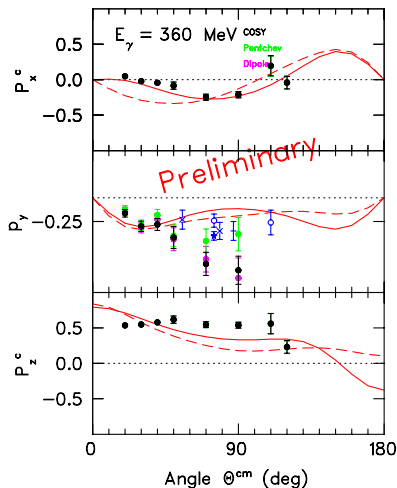 E_γ = 360 MeV COSY
Pentchev
Dipole
0.5
0.0
−0.5
p_x^c
Preliminary
−0.25
p_y
0.5
0.0
−0.5
p_z^c
0 90 180
Angle Θ^cm (deg)